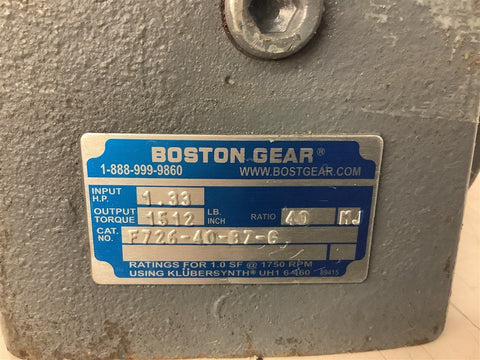 BOSTON GEAR®
1-888-999-9860 WWW.BOSTGEAR.COM
INPUT H.P. 1.33
OUTPUT TORQUE 1512 LB. INCH RATIO 40 MJ
CAT. NO. F726-40-B7-G
RATINGS FOR 1.0 SF @ 1750 RPM
USING KLÜBERSYNTH® UH1 6-460 89415